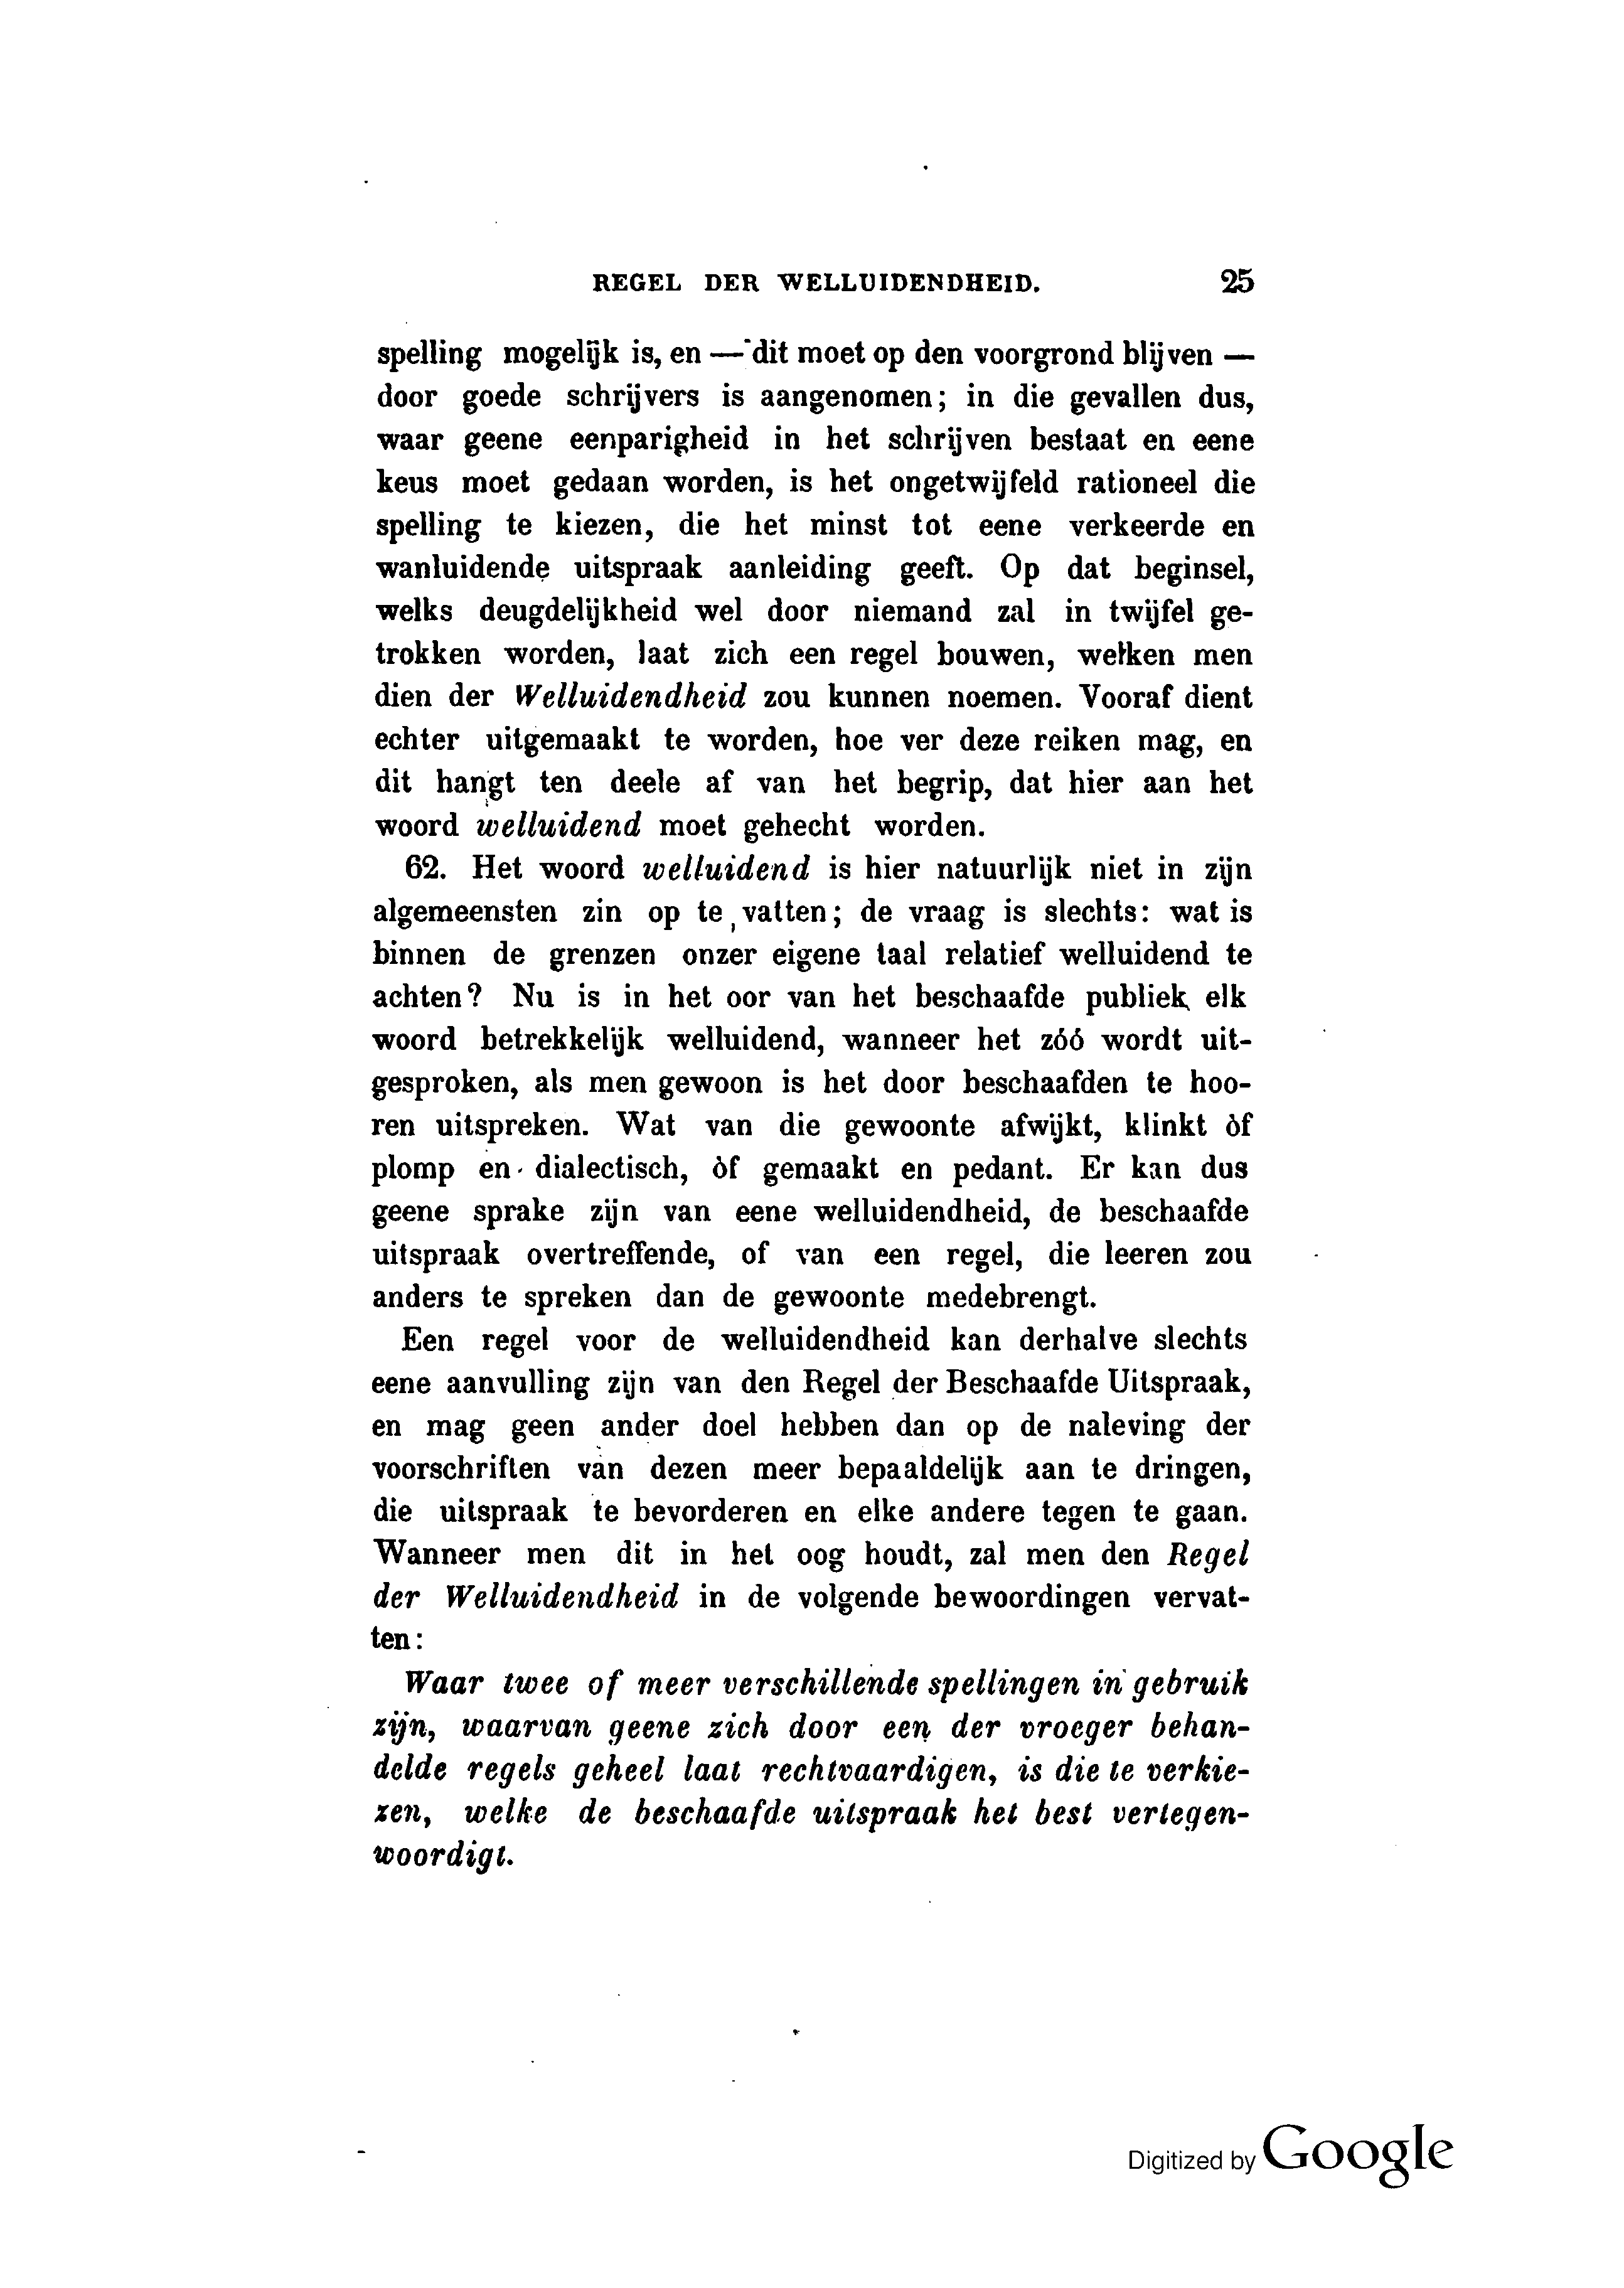 REGEL DER WELLUIDENDHEID. 25
spelling mogelijk is, en — dit moet op den voorgrond blijven —
door goede schrijvers is aangenomen; in die gevallen dus,
waar geene eenparigheid in het schrijven bestaat en eene
keus moet gedaan worden, is het ongetwijfeld rationeel die
spelling te kiezen, die het minst tot eene verkeerde en
wanluidende uitspraak aanleiding geeft. Op dat beginsel,
welks deugdelijkheid wel door niemand zal in twijfel ge-
trokken worden, laat zich een regel bouwen, welken men
dien der Welluidendheid zou kunnen noemen. Vooraf dient
echter uitgemaakt te worden, hoe ver deze reiken mag, en
dit hangt ten deele af van het begrip, dat hier aan het
woord welluidend moet gehecht worden.
62. Het woord welluidend is hier natuurlijk niet in zijn
algemeensten zin op te vatten; de vraag is slechts: wat is
binnen de grenzen onzer eigene taal relatief welluidend te
achten? Nu is in het oor van het beschaafde publiek elk
woord betrekkelijk welluidend, wanneer het zóó wordt uit-
gesproken, als men gewoon is het door beschaafden te hoo-
ren uitspreken. Wat van die gewoonte afwijkt, klinkt òf
plomp en dialectisch, òf gemaakt en pedant. Er kan dus
geene sprake zijn van eene welluidendheid, de beschaafde
uitspraak overtreffende, of van een regel, die leeren zou
anders te spreken dan de gewoonte medebrengt.
Een regel voor de welluidendheid kan derhalve slechts
eene aanvulling zijn van den Regel der Beschaafde Uitspraak,
en mag geen ander doel hebben dan op de naleving der
voorschriften van dezen meer bepaaldelijk aan te dringen,
die uitspraak te bevorderen en elke andere tegen te gaan.
Wanneer men dit in het oog houdt, zal men den Regel
der Welluidendheid in de volgende bewoordingen vervat-
ten:
Waar twee of meer verschillende spellingen in gebruik
zijn, waarvan geene zich door een der vroeger behan-
delde regels geheel laat rechtvaardigen, is die te verkie-
zen, welke de beschaafde uitspraak het best vertegen-
woordigt.
Digitized by Google